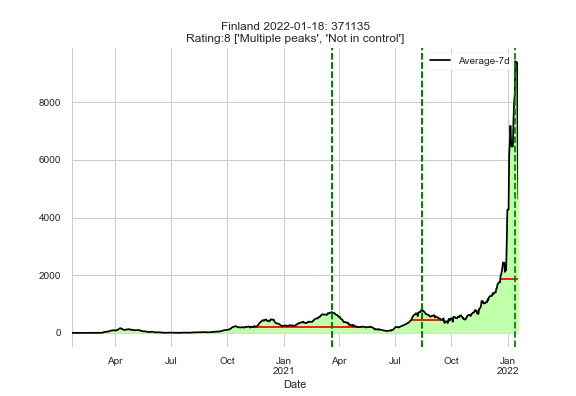 Finland 2022-01-18: 371135
Rating:8 ['Multiple peaks', 'Not in control']
Average-7d
8000
6000
4000
2000
0
Apr Jul Oct Jan Apr Jul Oct Jan
2021 2022
Date